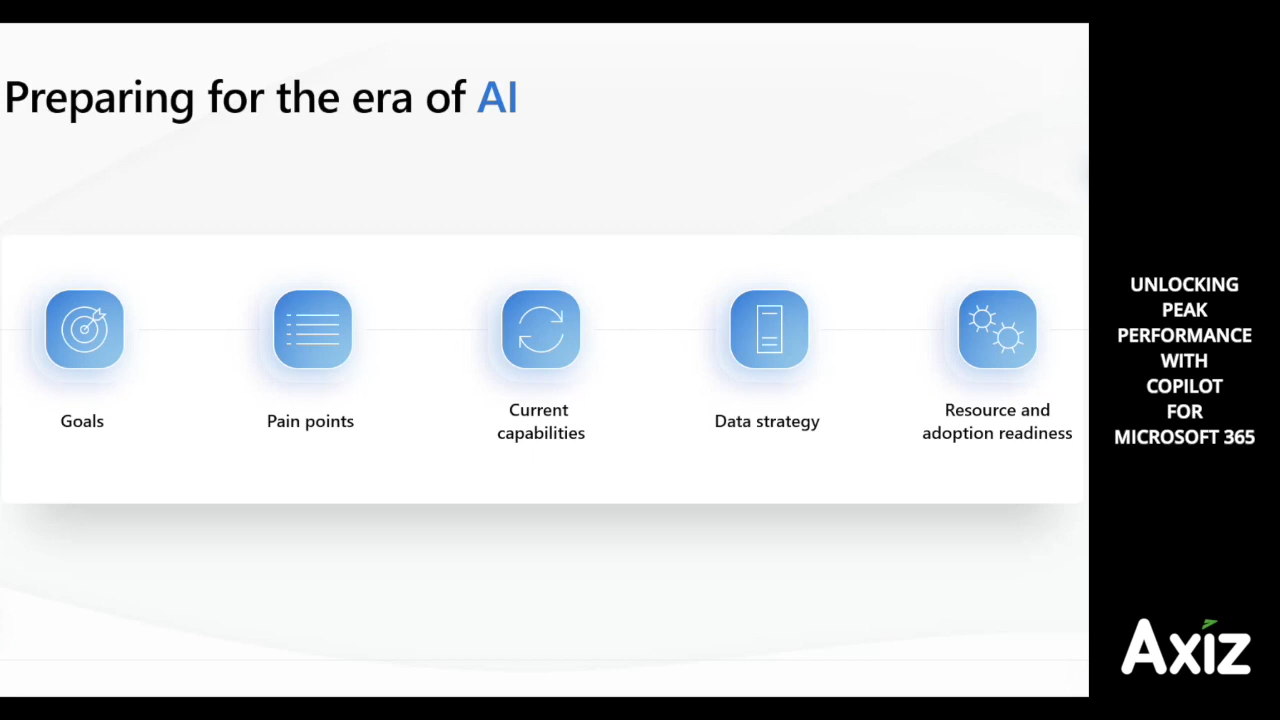 Preparing for the era of AI
Goals
Pain points
Current
capabilities
Data strategy
Resource and
adoption readiness
UNLOCKING
PEAK
PERFORMANCE
WITH
COPILOT
FOR
MICROSOFT 365
Axiz